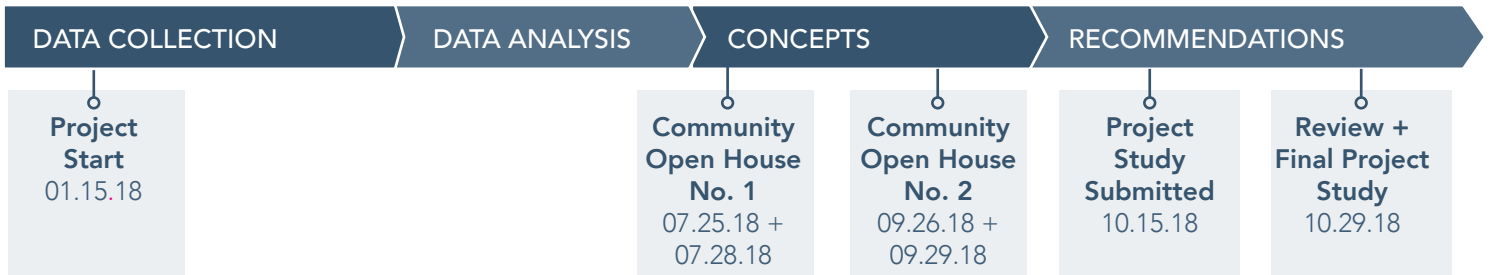 DATA COLLECTION
DATA ANALYSIS
CONCEPTS
RECOMMENDATIONS
Project
Start
01.15.18
Community
Open House
No. 1
07.25.18 +
07.28.18
Community
Open House
No. 2
09.26.18 +
09.29.18
Project
Study
Submitted
10.15.18
Review +
Final Project
Study
10.29.18